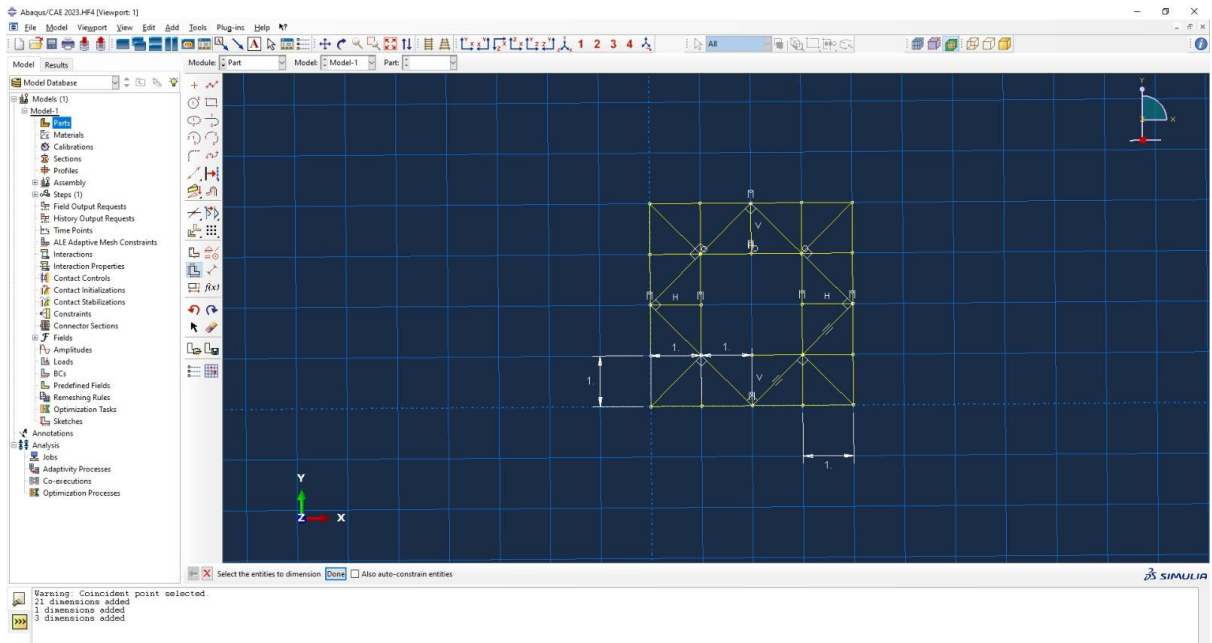 Abaqus/CAE 2023.HF4 [Viewport: 1]
File Model Viewport View Edit Add Tools Plug-ins Help
1 2 3 4 All
Model Results Module: Part Model: Model-1 Part:
Model Database
Models (1)
Model-1
Parts
Materials
Calibrations
Sections
Profiles
Assembly
Steps (1)
Field Output Requests
History Output Requests
Time Points
ALE Adaptive Mesh Constraints
Interactions
Interaction Properties
Contact Controls
Contact Initializations
Contact Stabilizations
Constraints
Connector Sections
Fields
Amplitudes
Loads
BCs
Predefined Fields
Remeshing Rules
Optimization Tasks
Sketches
Annotations
Analysis
Jobs
Adaptivity Processes
Co-executions
Optimization Processes
f(x)
Y
X
V
H H
1. 1.
1.
V
1.
Y
Z X
Select the entities to dimension Done Also auto-constrain entities
SIMULIA
Warning: Coincident point selected.
21 dimensions added
1 dimensions added
3 dimensions added